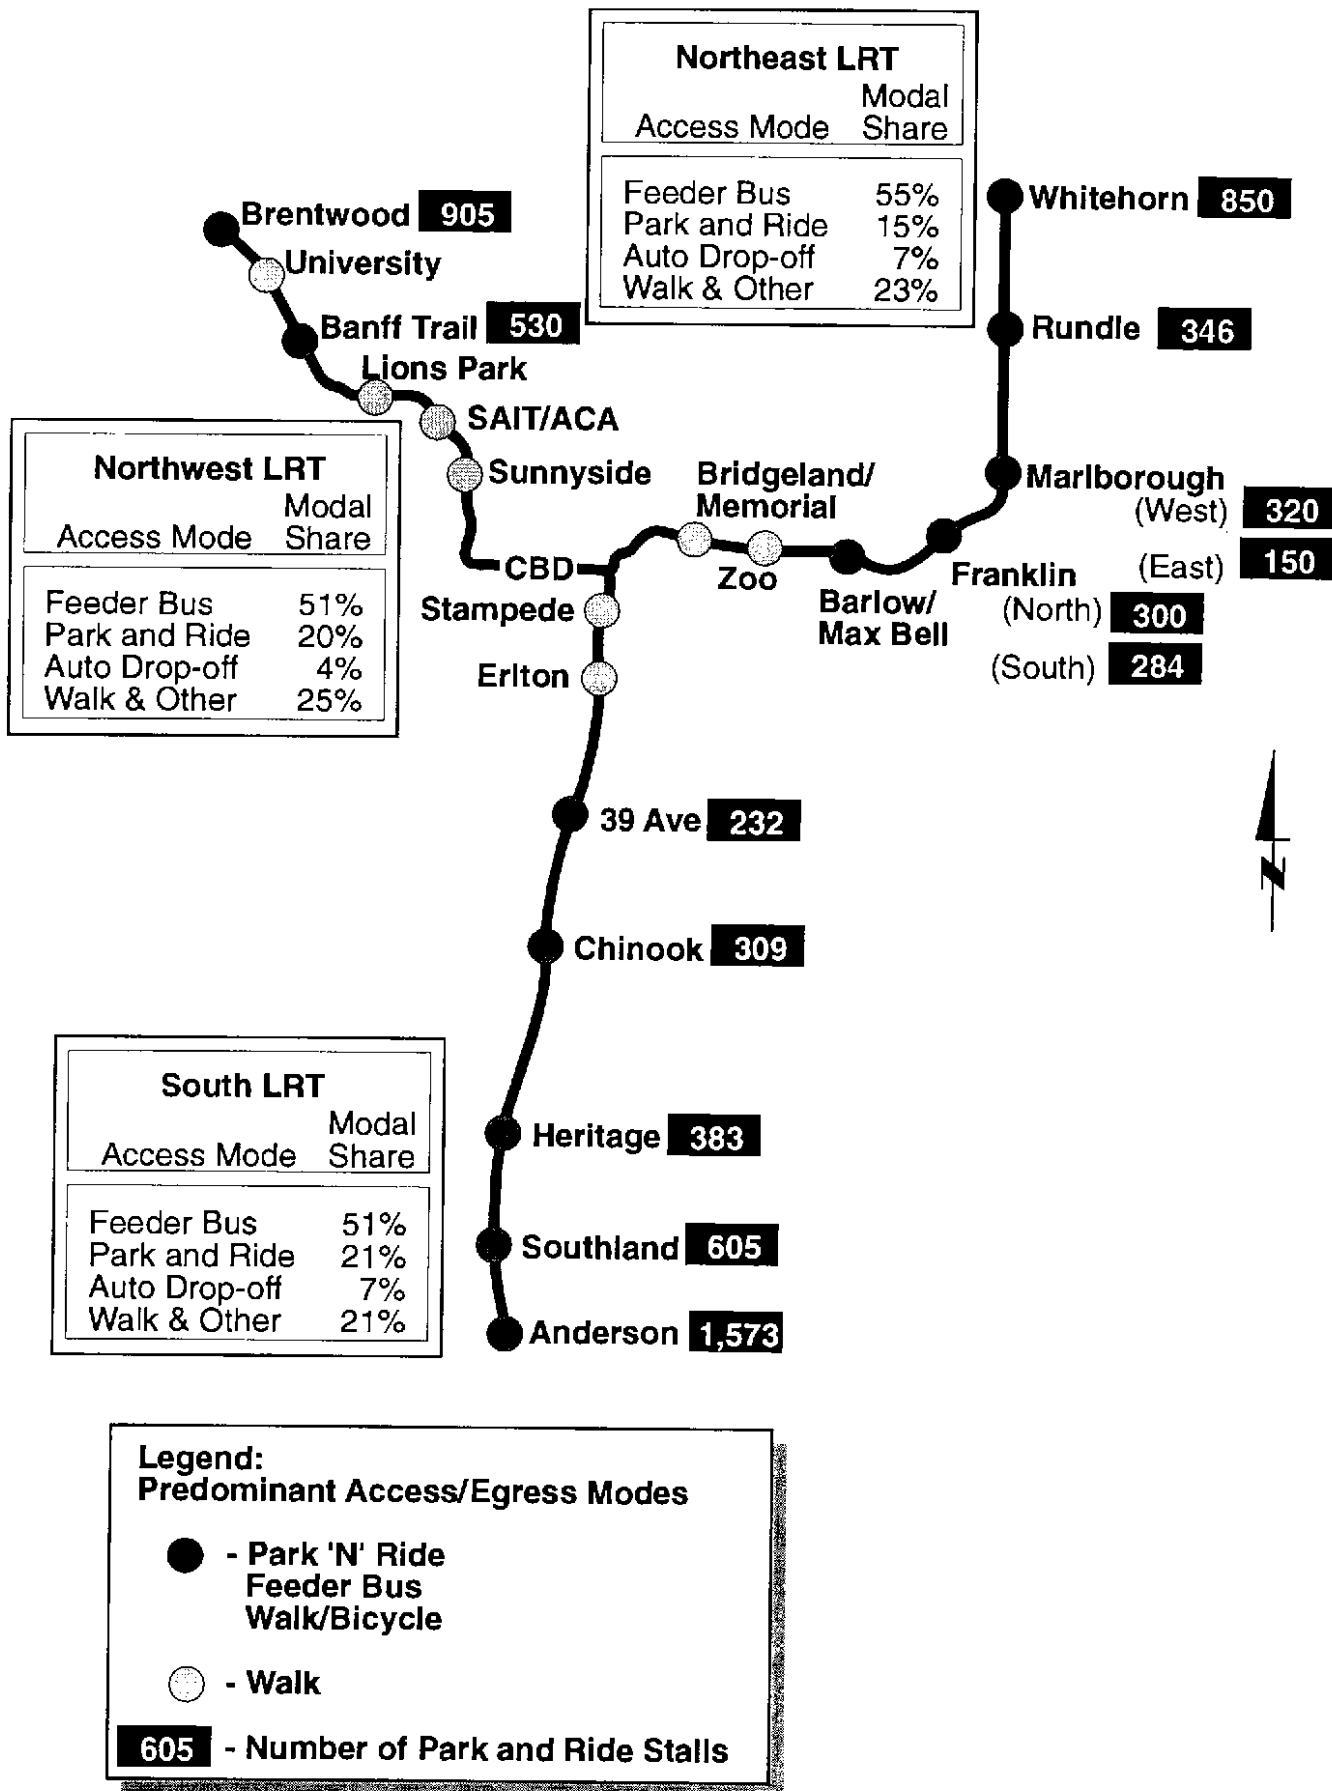 Northeast LRT
Modal
Access Mode Share
Feeder Bus 55%
Park and Ride 15%
Auto Drop-off 7%
Walk & Other 23%
Brentwood 905
University
Banff Trail 530
Lions Park
SAIT/ACA
Sunnyside
Whitehorn 850
Rundle 346
Marlborough
(West) 320
(East) 150
Franklin
(North) 300
(South) 284
Bridgeland/
Memorial
Zoo
Barlow/
Max Bell
CBD
Stampede
Erlton
Northwest LRT
Modal
Access Mode Share
Feeder Bus 51%
Park and Ride 20%
Auto Drop-off 4%
Walk & Other 25%
39 Ave 232
Chinook 309
N
Heritage 383
Southland 605
Anderson 1,573
South LRT
Modal
Access Mode Share
Feeder Bus 51%
Park and Ride 21%
Auto Drop-off 7%
Walk & Other 21%
Legend:
Predominant Access/Egress Modes
- Park 'N' Ride
Feeder Bus
Walk/Bicycle
- Walk
605 - Number of Park and Ride Stalls